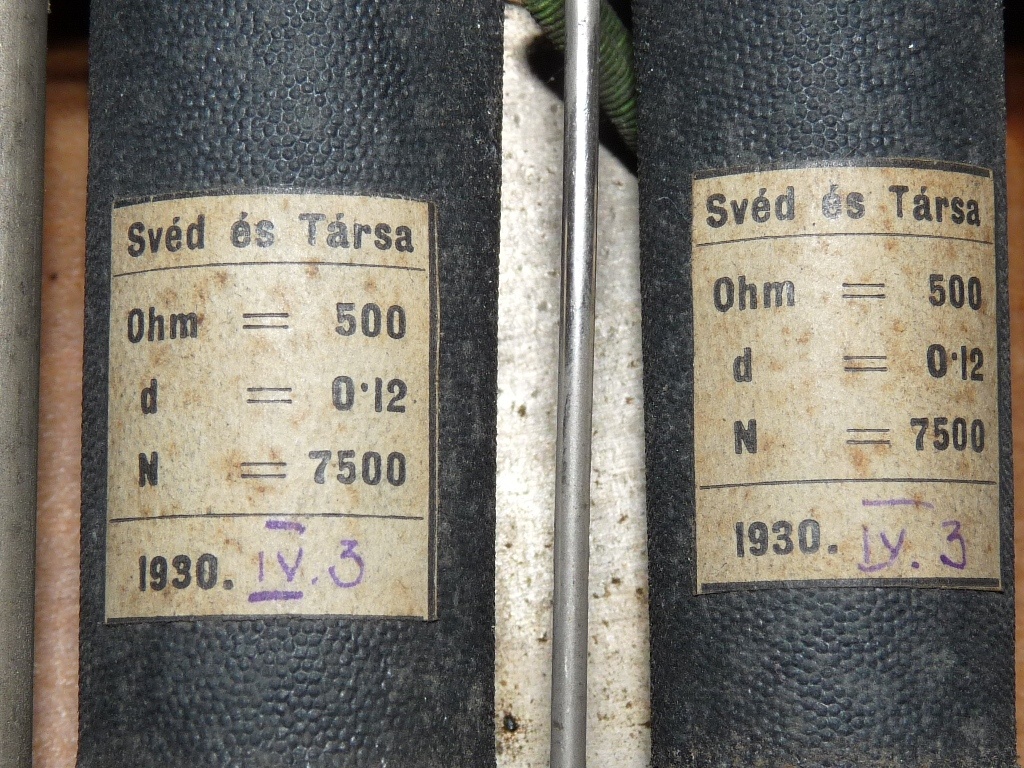 Svéd és Társa
Ohm = 500
d = 0·12
N = 7500
1930. IV. 3
Svéd és Társa
Ohm = 500
d = 0·12
N = 7500
1930. IV. 3